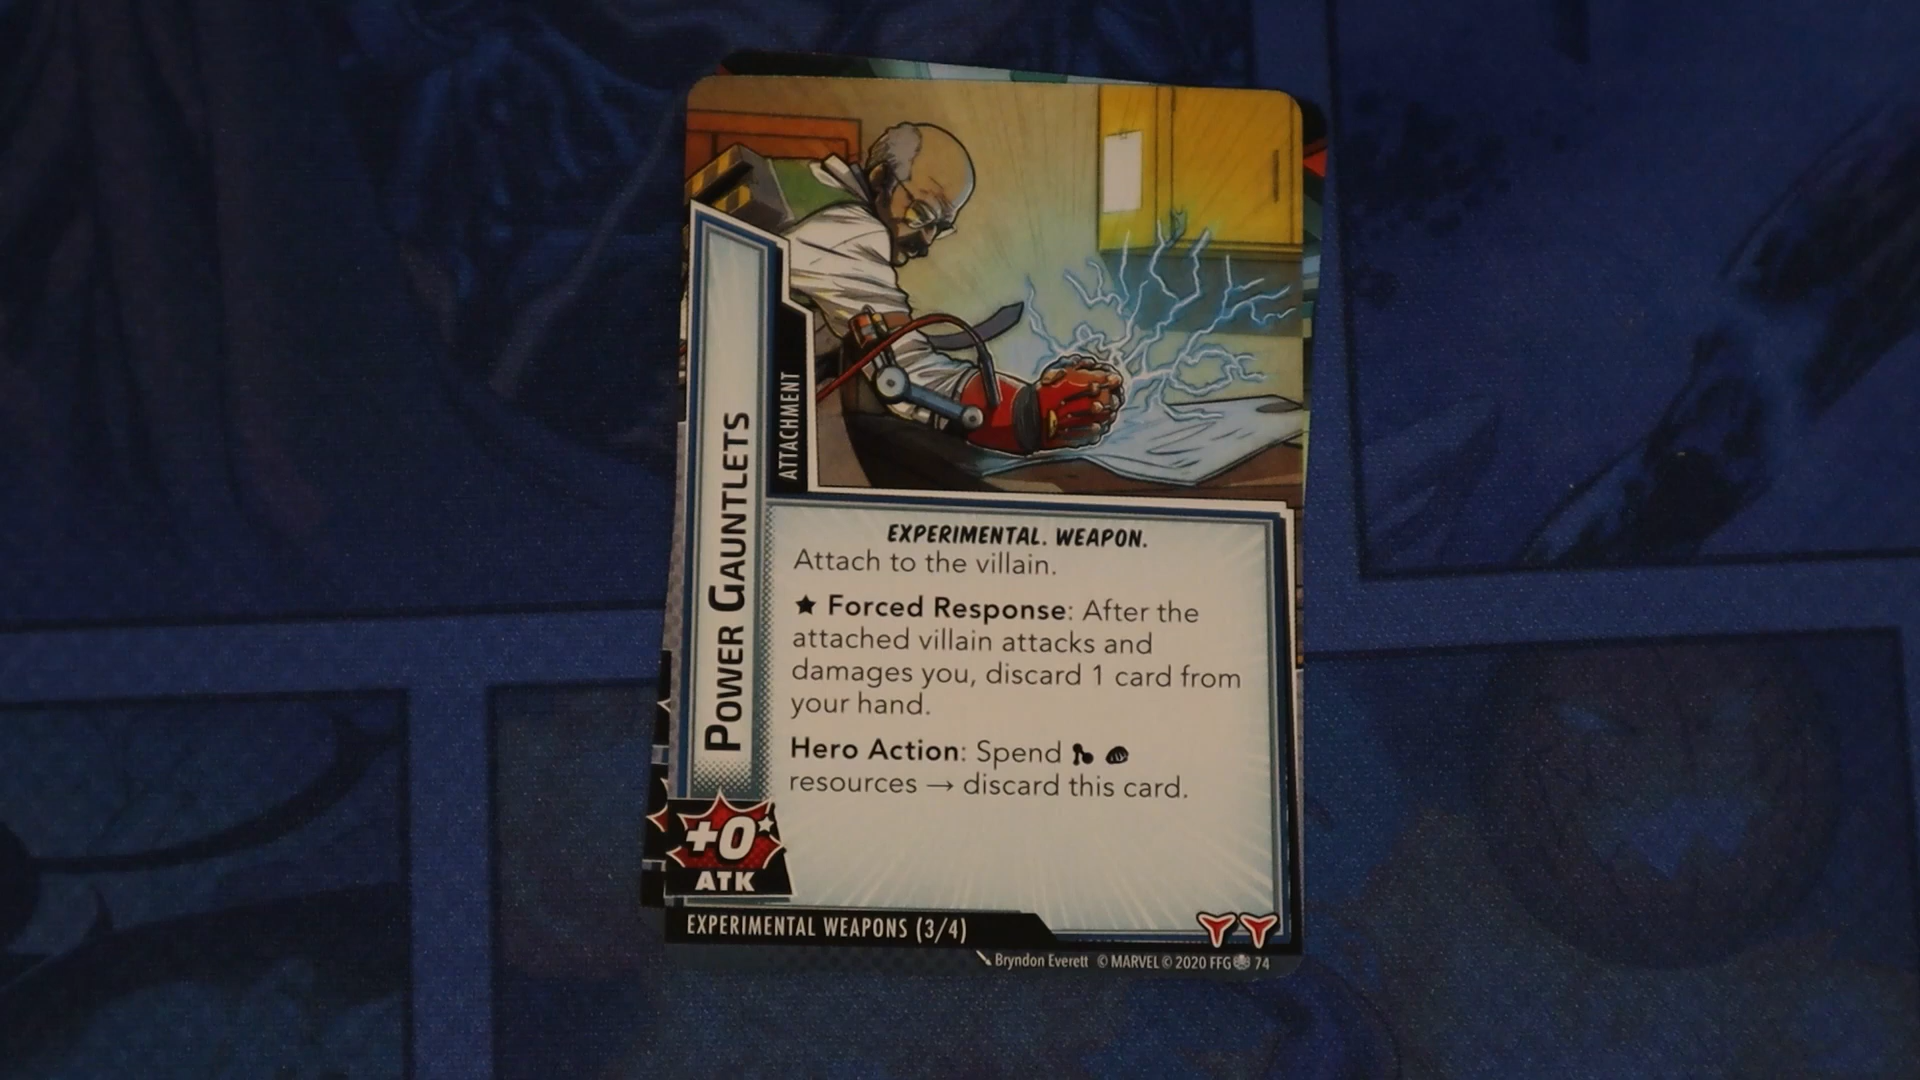 POWER GAUNTLETS
ATTACHMENT
EXPERIMENTAL. WEAPON.
Attach to the villain.
★ Forced Response: After the
attached villain attacks and
damages you, discard 1 card from
your hand.
Hero Action: Spend
resources → discard this card.
+0★
ATK
EXPERIMENTAL WEAPONS (3/4)
Bryndon Everett © MARVEL © 2020 FFG 74